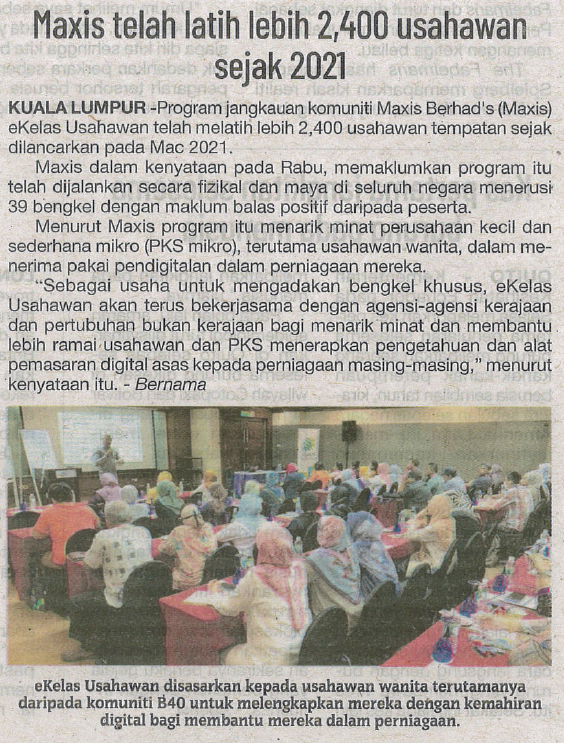 Maxis telah latih lebih 2,400 usahawan
sejak 2021
KUALA LUMPUR -Program jangkauan komuniti Maxis Berhad's (Maxis)
eKelas Usahawan telah melatih lebih 2,400 usahawan tempatan sejak
dilancarkan pada Mac 2021.
Maxis dalam kenyataan pada Rabu, memaklumkan program itu
telah dijalankan secara fizikal dan maya di seluruh negara menerusi
39 bengkel dengan maklum balas positif daripada peserta.
Menurut Maxis program itu menarik minat perusahaan kecil dan
sederhana mikro (PKS mikro), terutama usahawan wanita, dalam me-
nerima pakai pendigitalan dalam perniagaan mereka.
“Sebagai usaha untuk mengadakan bengkel khusus, eKelas
Usahawan akan terus bekerjasama dengan agensi-agensi kerajaan
dan pertubuhan bukan kerajaan bagi menarik minat dan membantu
lebih ramai usahawan dan PKS menerapkan pengetahuan dan alat
pemasaran digital asas kepada perniagaan masing-masing,” menurut
kenyataan itu. - Bernama
eKelas Usahawan disasarkan kepada usahawan wanita terutamanya
daripada komuniti B40 untuk melengkapkan mereka dengan kemahiran
digital bagi membantu mereka dalam perniagaan.